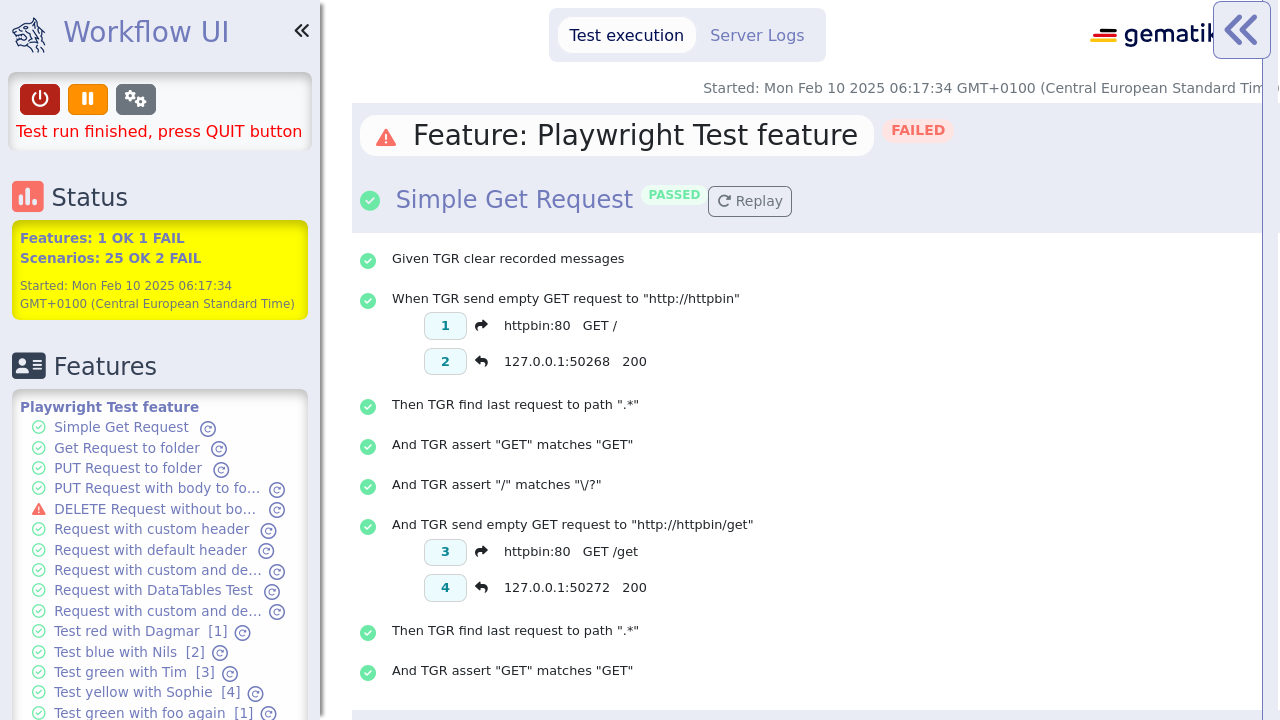 Workflow UI
Test run finished, press QUIT button
Status
Features: 1 OK 1 FAIL
Scenarios: 25 OK 2 FAIL
Started: Mon Feb 10 2025 06:17:34
GMT+0100 (Central European Standard Time)
Features
Playwright Test feature
Simple Get Request
Get Request to folder
PUT Request to folder
PUT Request with body to fo...
DELETE Request without bo...
Request with custom header
Request with default header
Request with custom and de...
Request with DataTables Test
Request with custom and de...
Test red with Dagmar [1]
Test blue with Nils [2]
Test green with Tim [3]
Test yellow with Sophie [4]
Test green with foo again [1]
Test execution Server Logs
gematik
Started: Mon Feb 10 2025 06:17:34 GMT+0100 (Central European Standard Tim
Feature: Playwright Test feature FAILED
Simple Get Request PASSED Replay
Given TGR clear recorded messages
When TGR send empty GET request to "http://httpbin"
1 httpbin:80 GET /
2 127.0.0.1:50268 200
Then TGR find last request to path ".*"
And TGR assert "GET" matches "GET"
And TGR assert "/" matches "\/?"
And TGR send empty GET request to "http://httpbin/get"
3 httpbin:80 GET /get
4 127.0.0.1:50272 200
Then TGR find last request to path ".*"
And TGR assert "GET" matches "GET"